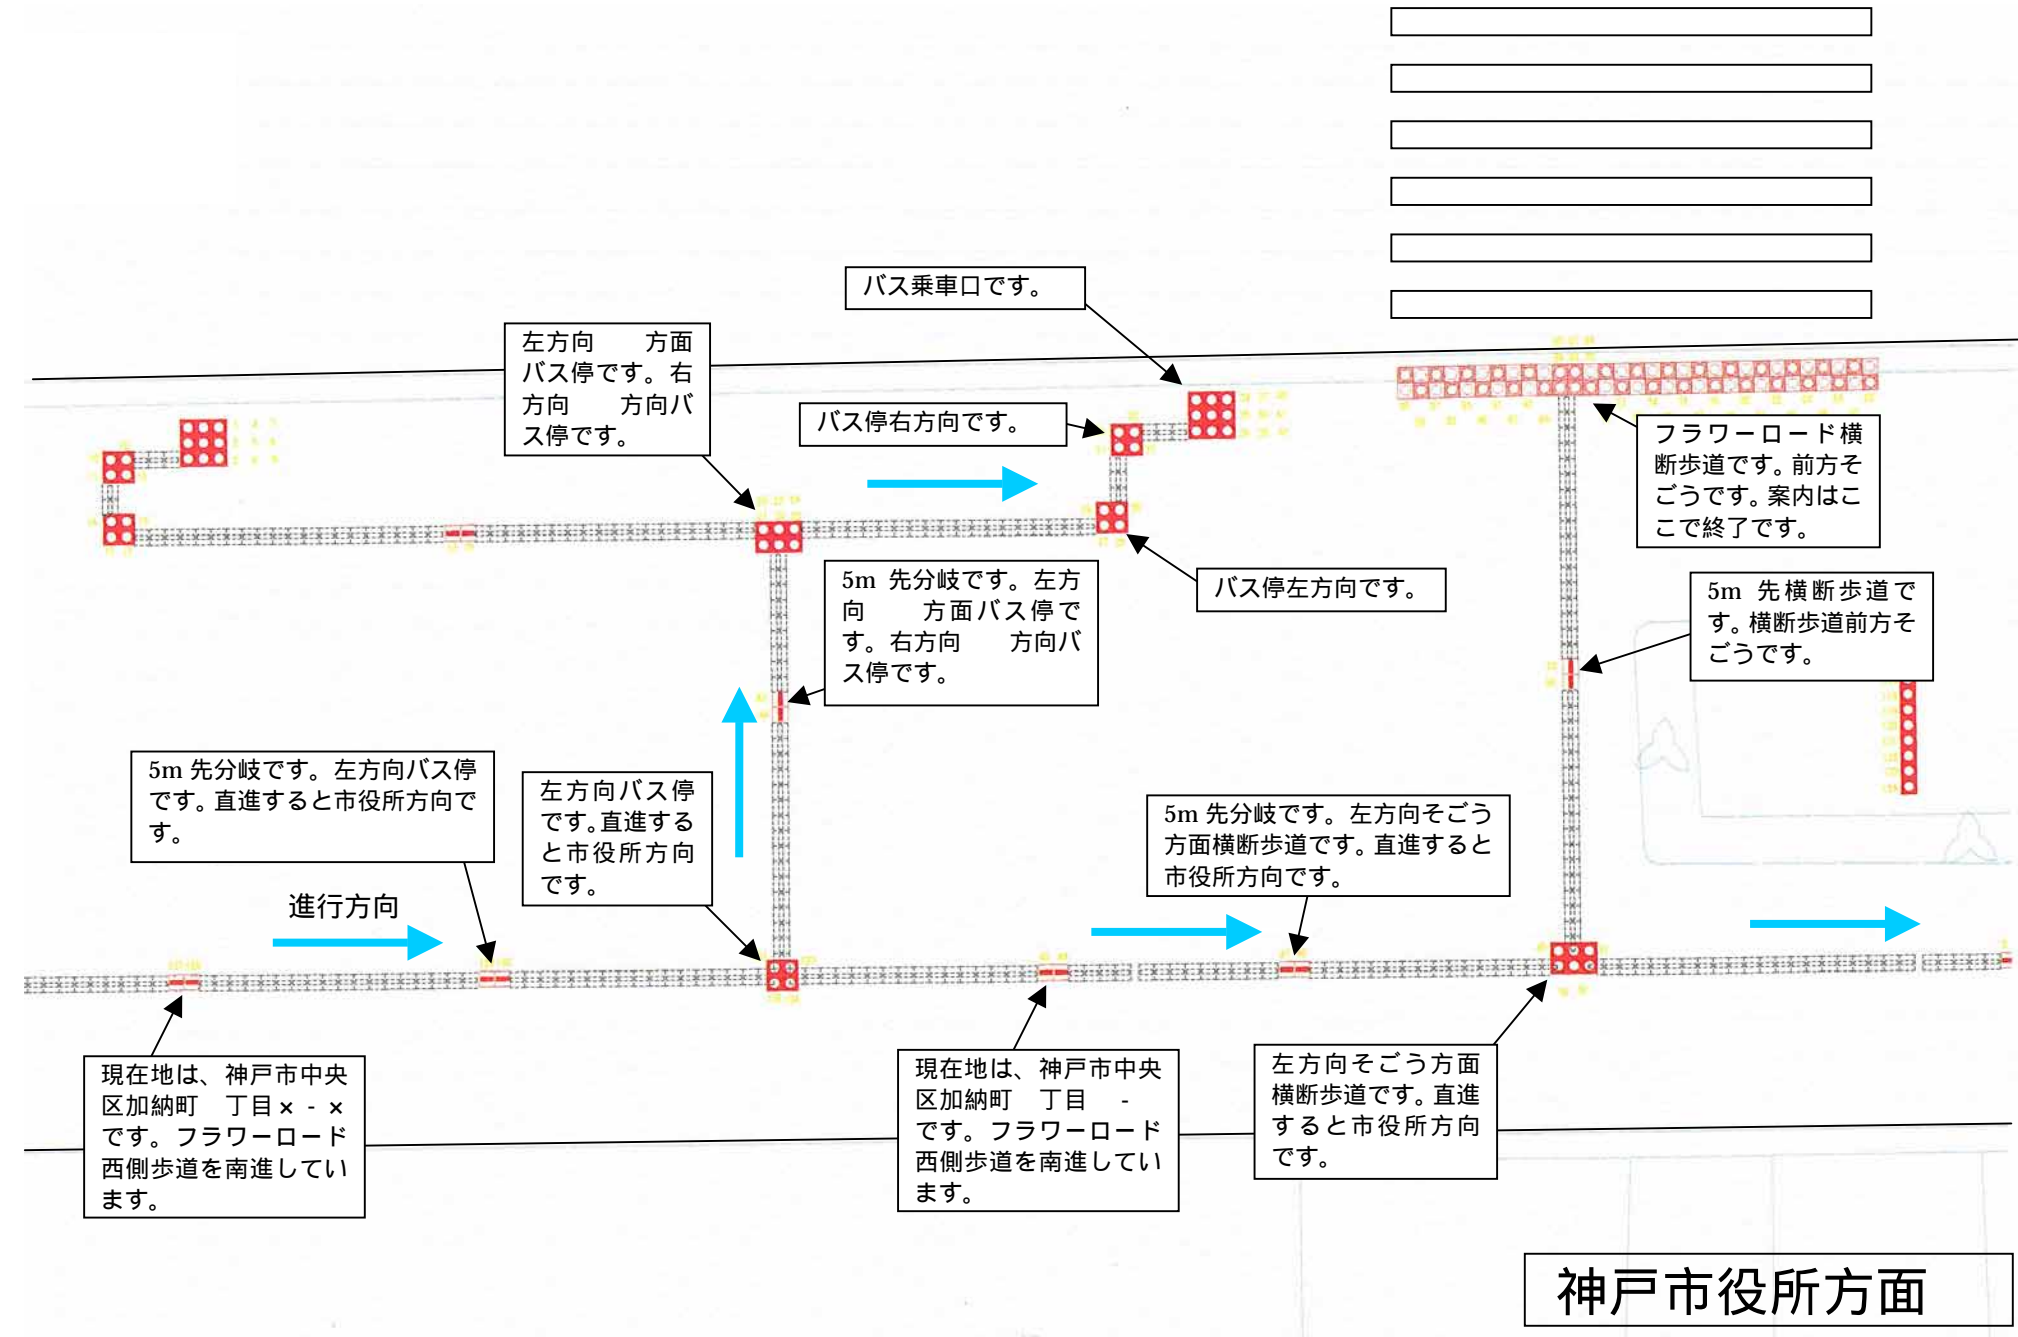 バス乗車口です。
左方向　　方面
バス停です。右
方向　　方向バ
ス停です。
バス停右方向です。
フラワーロード横
断歩道です。前方そ
ごうです。案内はこ
こで終了です。
5m 先分岐です。左方
向　　方面バス停で
す。右方向　　方向バ
ス停です。
バス停左方向です。
5m 先横断歩道で
す。横断歩道前方そ
ごうです。
5m 先分岐です。左方向バス停
です。直進すると市役所方向で
す。
左方向バス停
です。直進する
と市役所方向
です。
5m 先分岐です。左方向そごう
方面横断歩道です。直進すると
市役所方向です。
進行方向
現在地は、神戸市中央
区加納町　丁目×-×
です。フラワーロード
西側歩道を南進してい
ます。
現在地は、神戸市中央
区加納町　丁目　-
です。フラワーロード
西側歩道を南進してい
ます。
左方向そごう方面
横断歩道です。直進
すると市役所方向
です。
神戸市役所方面